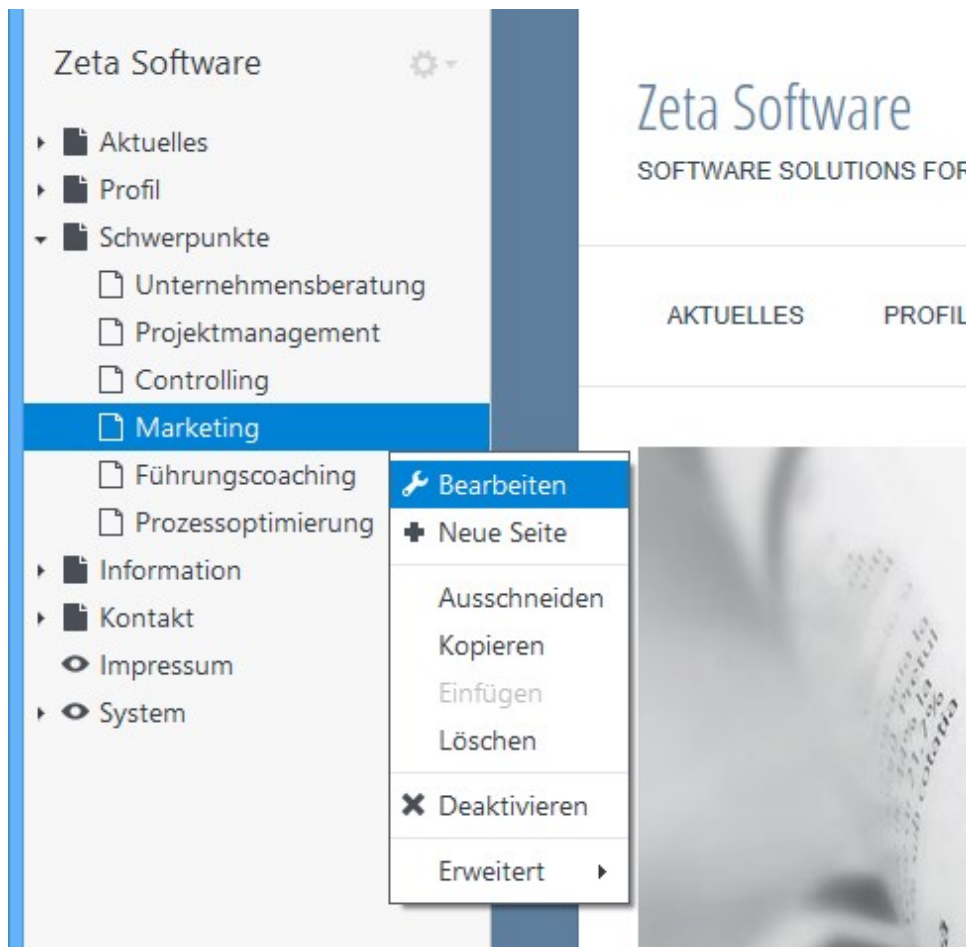 Zeta Software
Aktuelles
Profil
Schwerpunkte
Unternehmensberatung
Projektmanagement
Controlling
Marketing
Führungscoaching
Prozessoptimierung
Information
Kontakt
Impressum
System
Bearbeiten
Neue Seite
Ausschneiden
Kopieren
Einfügen
Löschen
Deaktivieren
Erweitert
Zeta Software
SOFTWARE SOLUTIONS FOR
AKTUELLES PROFIL